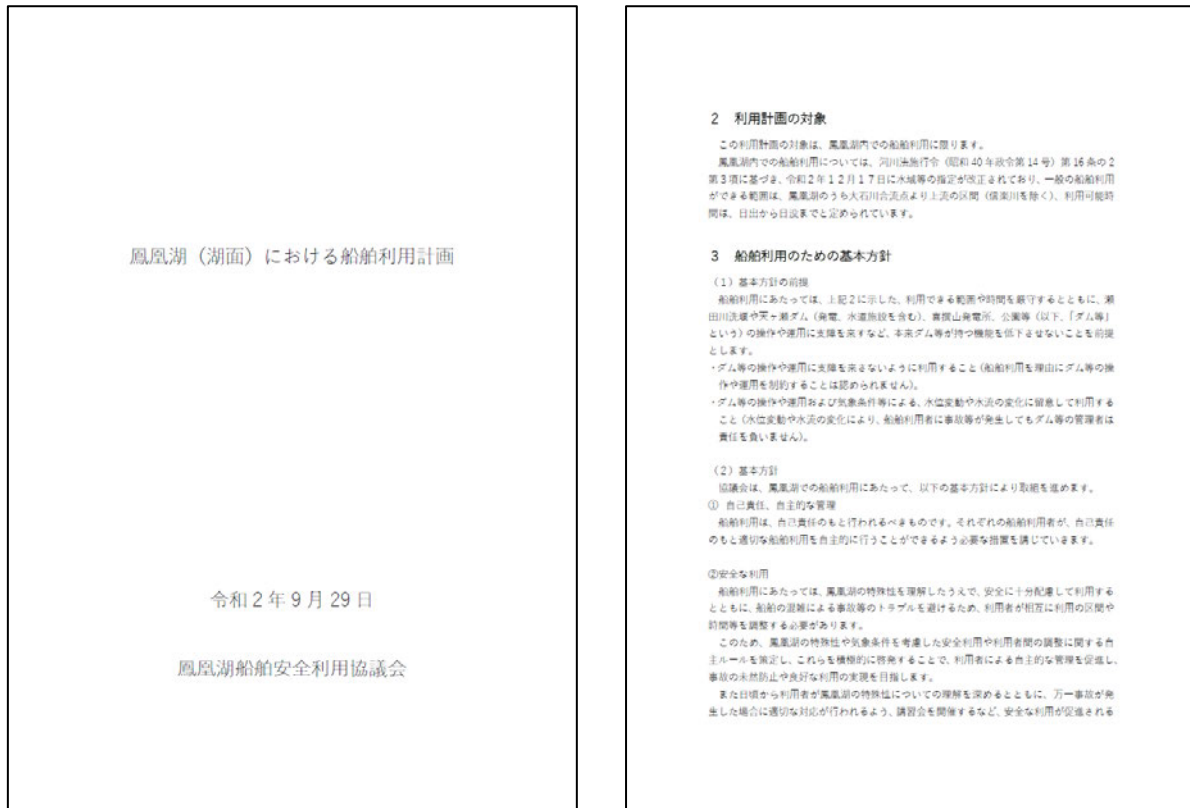 鳳凰湖（湖面）における船舶利用計画
令和２年９月29日
鳳凰湖船舶安全利用協議会
２　利用計画の対象
この利用計画の対象は、鳳凰湖内での船舶利用に限ります。
鳳凰湖内での船舶利用については、河川法施行令（昭和40年政令第14号）第16条の２
第３項に基づき、令和２年１２月１７日に水域等の指定が改正されており、一般の船舶利用
ができる範囲は、鳳凰湖のうち大石川合流点より上流の区間（信楽川を除く）、利用可能時
間は、日出から日没までと定められています。
３　船舶利用のための基本方針
（１）基本方針の前提
船舶利用にあたっては、上記２に示した、利用できる範囲や時間を厳守するとともに、瀬
田川洗堰や天ヶ瀬ダム（発電、水道施設を含む）、喜撰山発電所、公園等（以下、「ダム等」
という）の操作や運用に支障を来すなど、本来ダム等が持つ機能を低下させないことを前提
とします。
・ダム等の操作や運用に支障を来さないように利用すること（船舶利用を理由にダム等の操
作や運用を制約することは認められません）。
・ダム等の操作や運用および気象条件等による、水位変動や水流の変化に留意して利用する
こと（水位変動や水流の変化により、船舶利用者に事故等が発生してもダム等の管理者は
責任を負いません）。
（２）基本方針
協議会は、鳳凰湖での船舶利用にあたって、以下の基本方針により取組を進めます。
① 自己責任、自主的な管理
船舶利用は、自己責任のもと行われるべきものです。それぞれの船舶利用者が、自己責任
のもと適切な船舶利用を自主的に行うことができるよう必要な措置を講じていきます。
②安全な利用
船舶利用にあたっては、鳳凰湖の特殊性を理解したうえで、安全に十分配慮して利用する
とともに、船舶の混雑による事故等のトラブルを避けるため、利用者が相互に利用の区間や
時間等を調整する必要があります。
このため、鳳凰湖の特殊性や気象条件を考慮した安全利用や利用者間の調整に関する自
主ルールを策定し、これらを積極的に啓発することで、利用者による自主的な管理を促進し、
事故の未然防止や良好な利用の実現を目指します。
また日頃から利用者が鳳凰湖の特殊性についての理解を深めるとともに、万一事故が発
生した場合に適切な対応が行われるよう、講習会を開催するなど、安全な利用が促進される